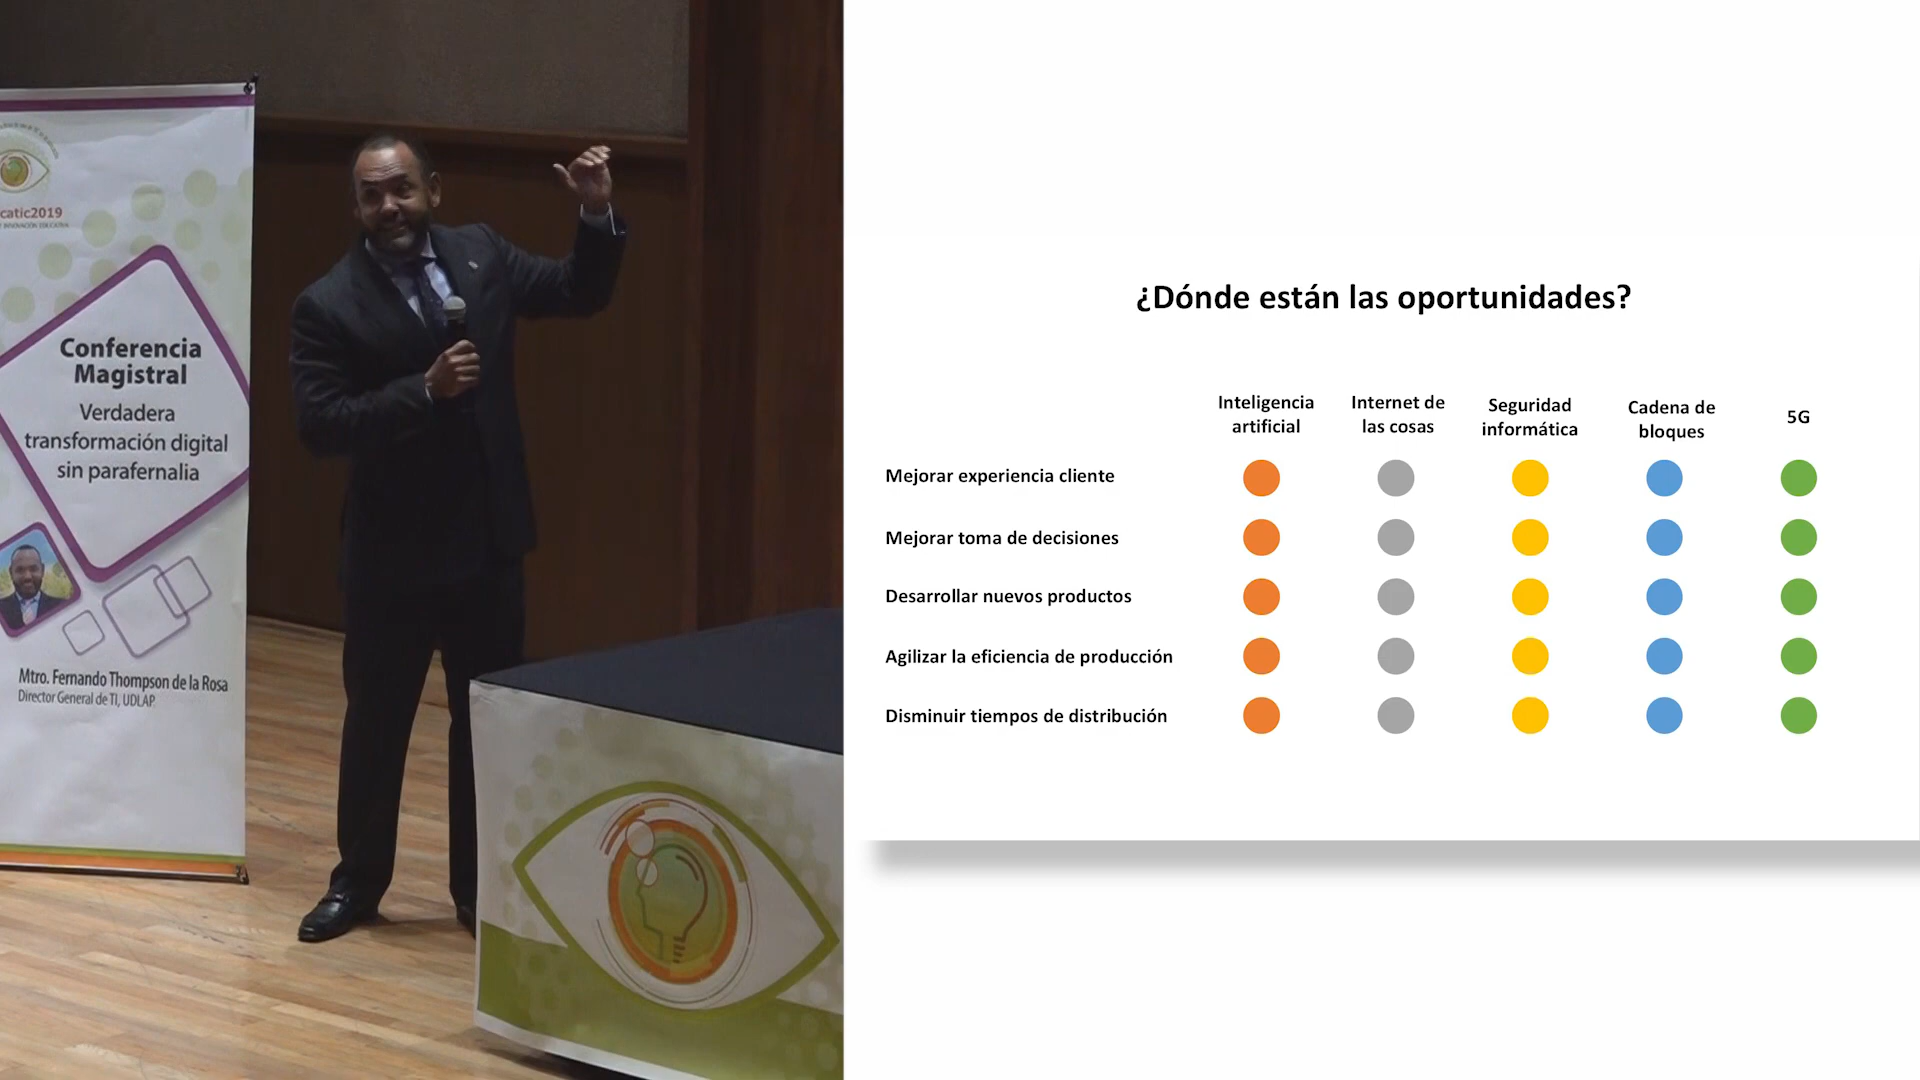 catic2019
Conferencia
Magistral
Verdadera
transformación digital
sin parafernalia
Mtro. Fernando Thompson de la Rosa
Director General de TI, UDLAP.
¿Dónde están las oportunidades?
Inteligencia
artificial
Internet de
las cosas
Seguridad
informática
Cadena de
bloques
5G
Mejorar experiencia cliente
Mejorar toma de decisiones
Desarrollar nuevos productos
Agilizar la eficiencia de producción
Disminuir tiempos de distribución